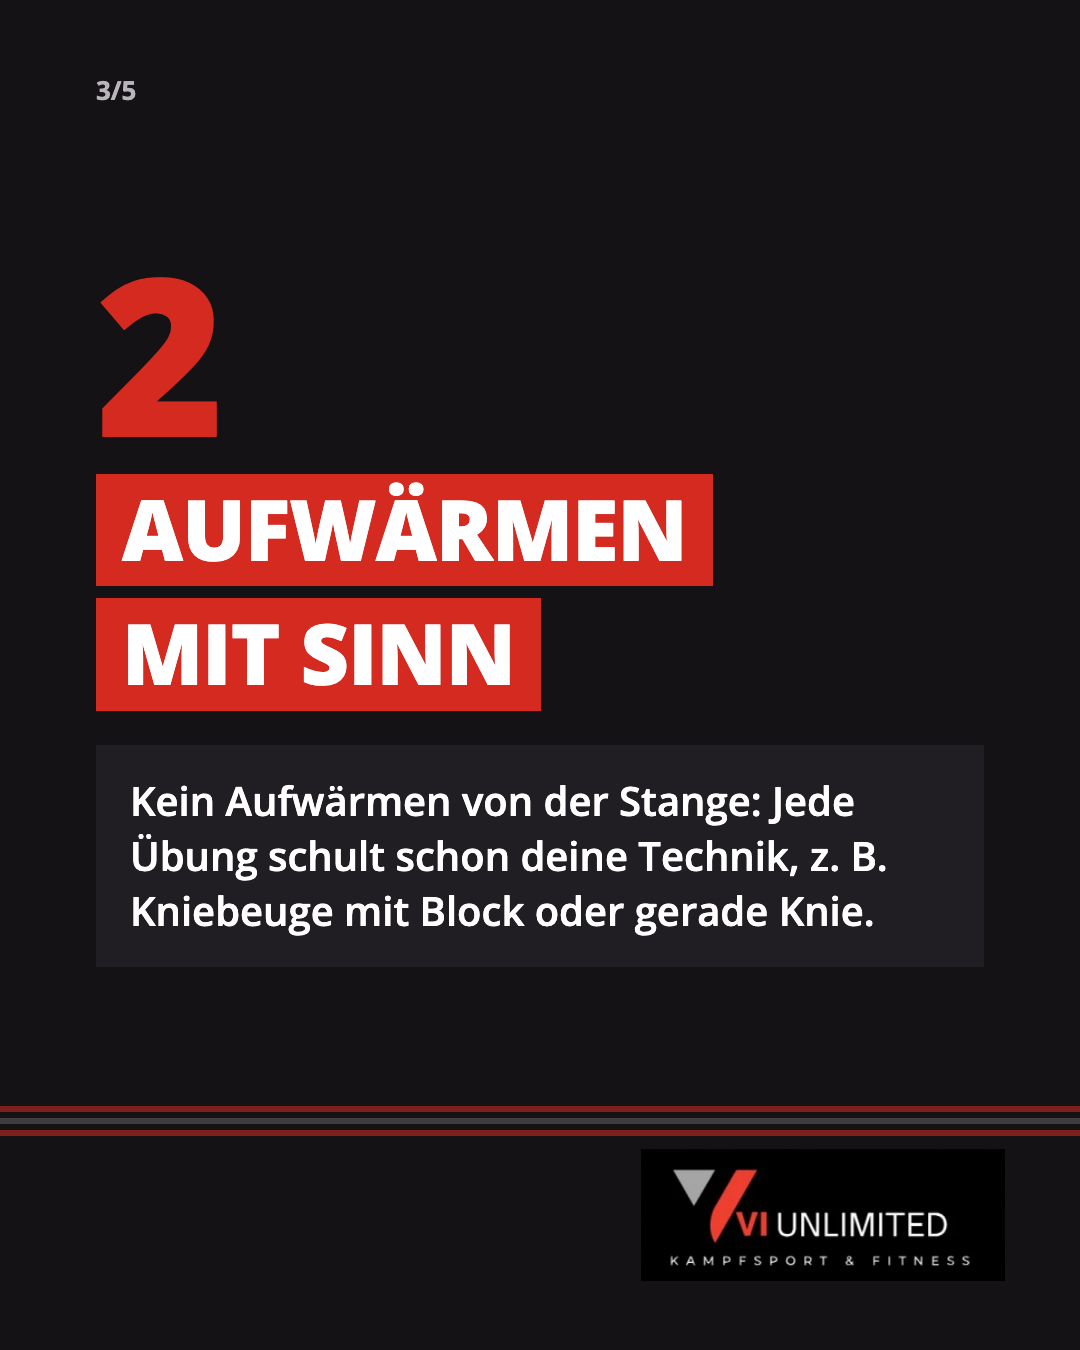 3/5
2
AUFWÄRMEN
MIT SINN
Kein Aufwärmen von der Stange: Jede
Übung schult schon deine Technik, z. B.
Kniebeuge mit Block oder gerade Knie.
VI UNLIMITED
KAMPFSPORT & FITNESS